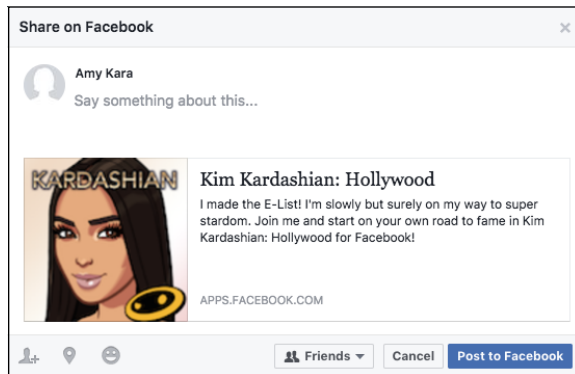 Share on Facebook
Amy Kara
Say something about this...
KARDASHIAN
Kim Kardashian: Hollywood
I made the E-List! I'm slowly but surely on my way to super
stardom. Join me and start on your own road to fame in Kim
Kardashian: Hollywood for Facebook!
APPS.FACEBOOK.COM
Friends
Cancel
Post to Facebook